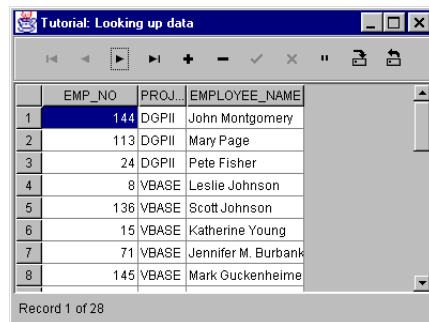 Tutorial: Looking up data
EMP_NO PROJ... EMPLOYEE_NAME
1 144 DGPII John Montgomery
2 113 DGPII Mary Page
3 24 DGPII Pete Fisher
4 8 VBASE Leslie Johnson
5 136 VBASE Scott Johnson
6 15 VBASE Katherine Young
7 71 VBASE Jennifer M. Burbank
8 145 VBASE Mark Guckenheime
Record 1 of 28